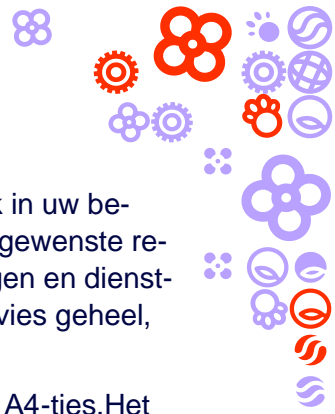 in uw be-
gewenste re-
gen en dienst-
vies geheel,
A4-ties.Het